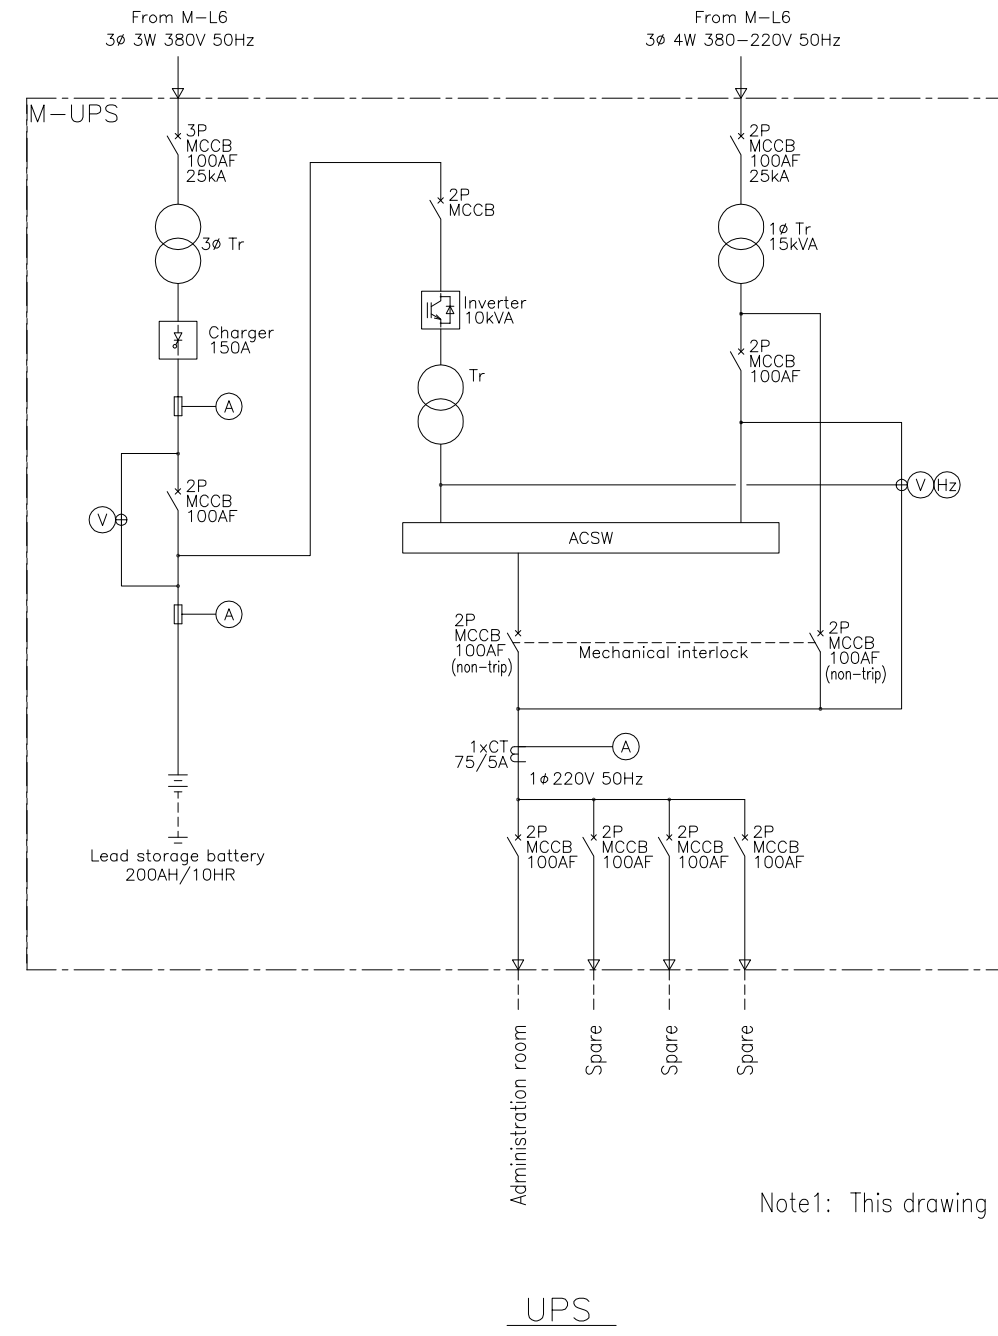 From M-L6
3ø 3W 380V 50Hz
From M-L6
3ø 4W 380-220V 50Hz
M-UPS
3P
MCCB
100AF
25kA
2P
MCCB
2P
MCCB
100AF
25kA
3ø Tr
1ø Tr
15kVA
Inverter
10kVA
Charger
150A
2P
MCCB
100AF
Tr
A
2P
MCCB
100AF
V
V
Hz
ACSW
A
2P
MCCB
100AF
(non-trip)
Mechanical interlock
2P
MCCB
100AF
(non-trip)
1xCT
75/5A
A
1ø220V 50Hz
2P
MCCB
100AF
2P
MCCB
100AF
2P
MCCB
100AF
2P
MCCB
100AF
Lead storage battery
200AH/10HR
Administration room
Spare
Spare
Spare
Note1: This drawing
UPS